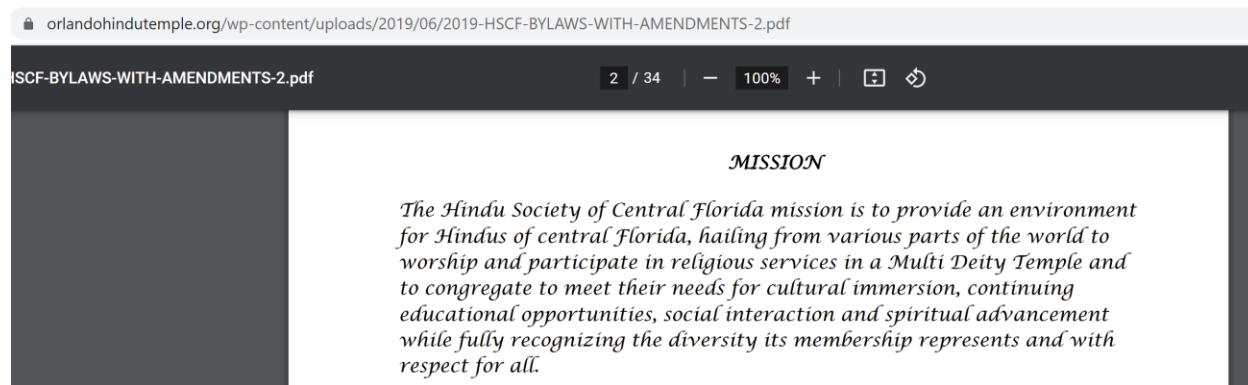 orlandohindutemple.org/wp-content/uploads/2019/06/2019-HSCF-BYLAWS-WITH-AMENDMENTS-2.pdf
ISCF-BYLAWS-WITH-AMENDMENTS-2.pdf 2 / 34 | − 100% + |
MISSION
The Hindu Society of Central Florida mission is to provide an environment
for Hindus of central Florida, hailing from various parts of the world to
worship and participate in religious services in a Multi Deity Temple and
to congregate to meet their needs for cultural immersion, continuing
educational opportunities, social interaction and spiritual advancement
while fully recognizing the diversity its membership represents and with
respect for all.